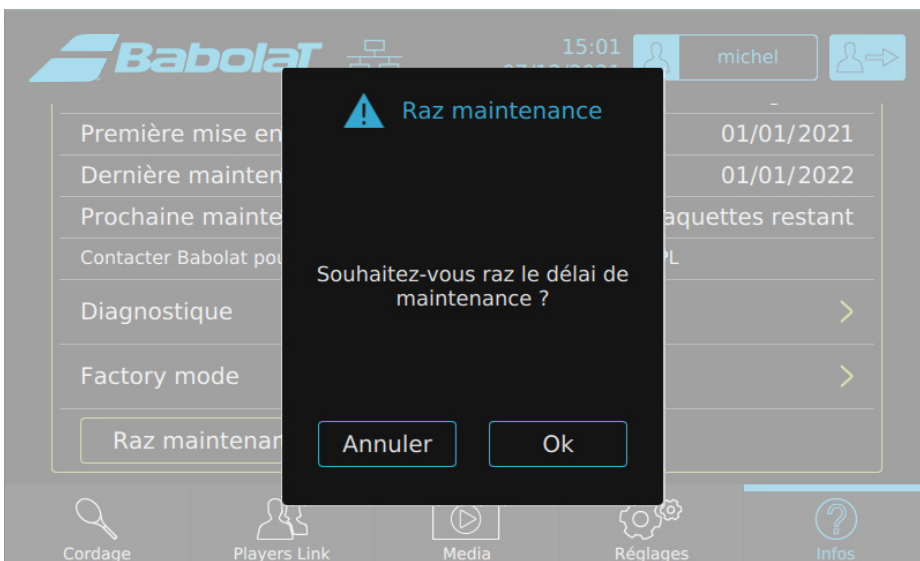 BabolaT
15:01
michel
Raz maintenance
Première mise en
01/01/2021
Dernière mainten
01/01/2022
Prochaine mainte
aquettes restant
Contacter Babolat pou
PL
Souhaitez-vous raz le délai de
maintenance ?
Diagnostique
Factory mode
Raz maintenan
Annuler
Ok
Cordage
Players Link
Media
Réglages
Infos